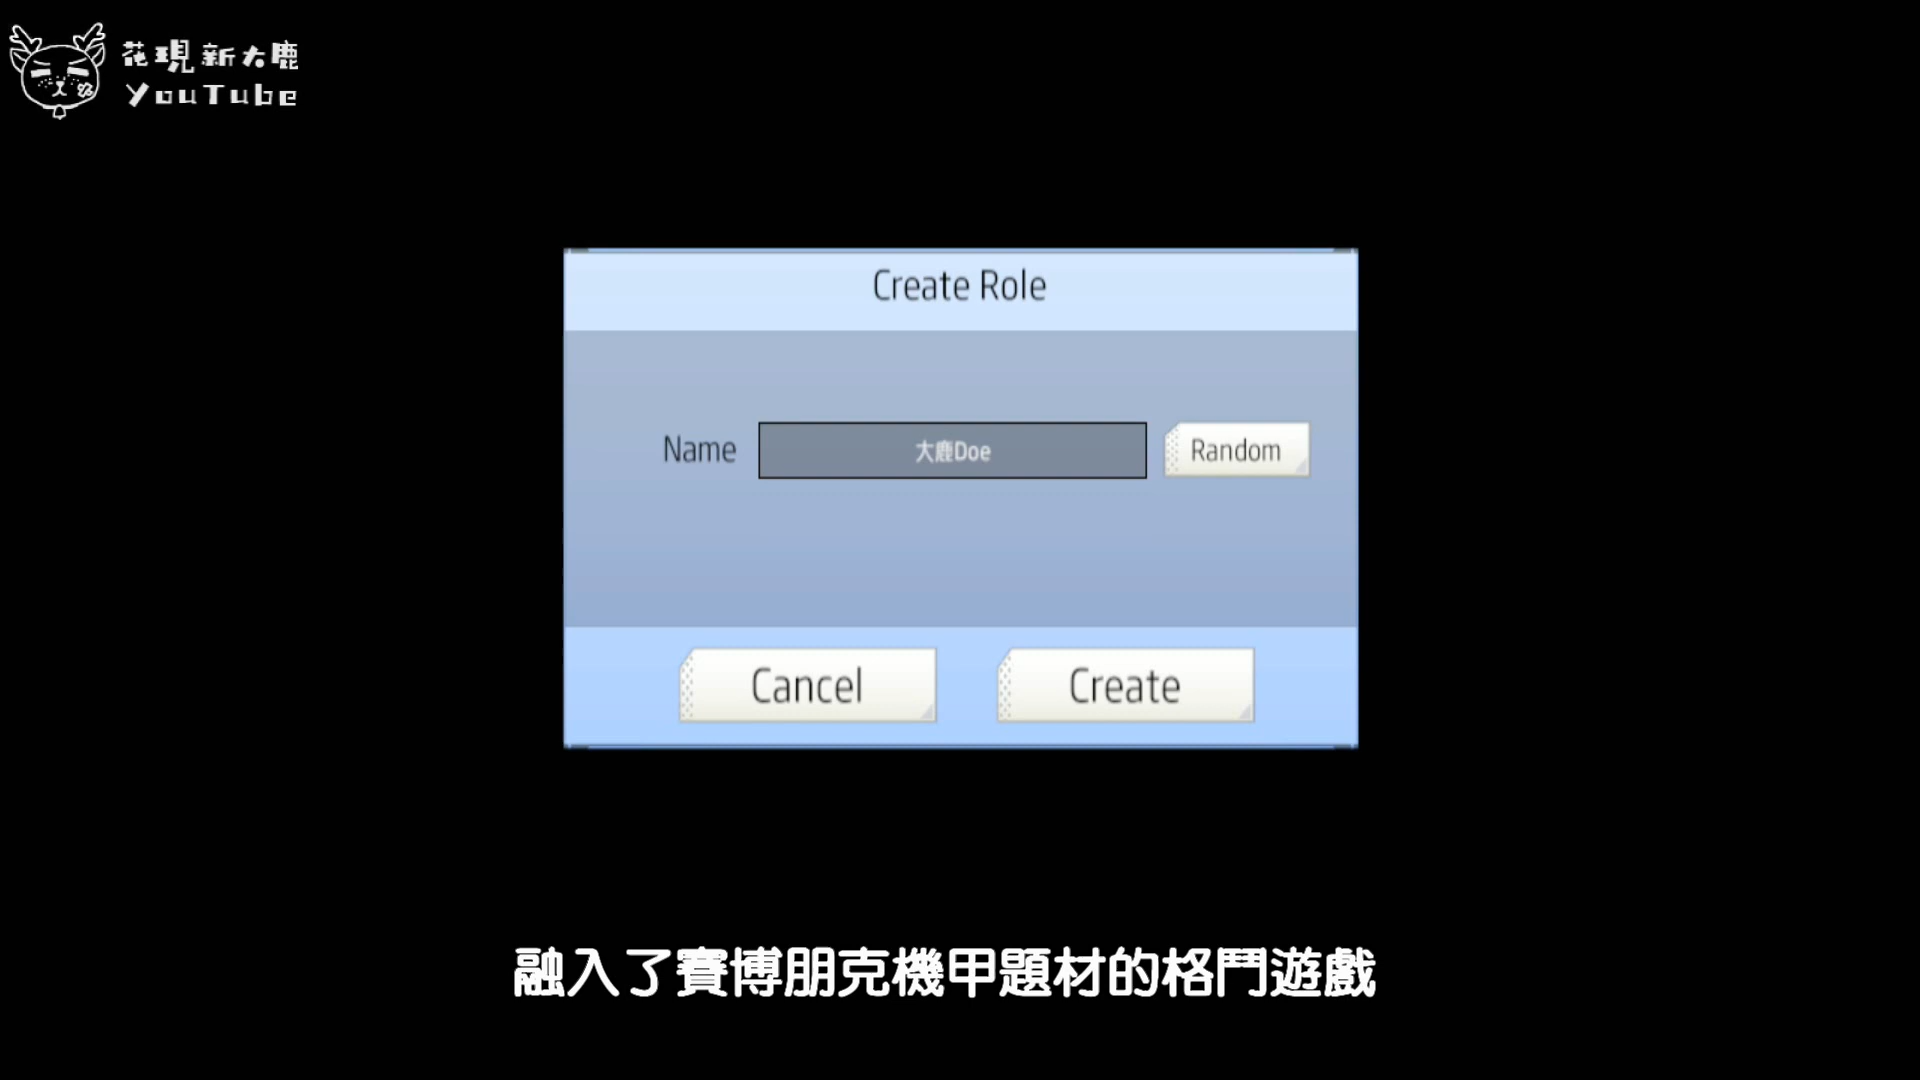 花現新大鹿
YouTube
Create Role
Name 大鹿Doe Random
Cancel Create
融入了賽博朋克機甲題材的格鬥遊戲